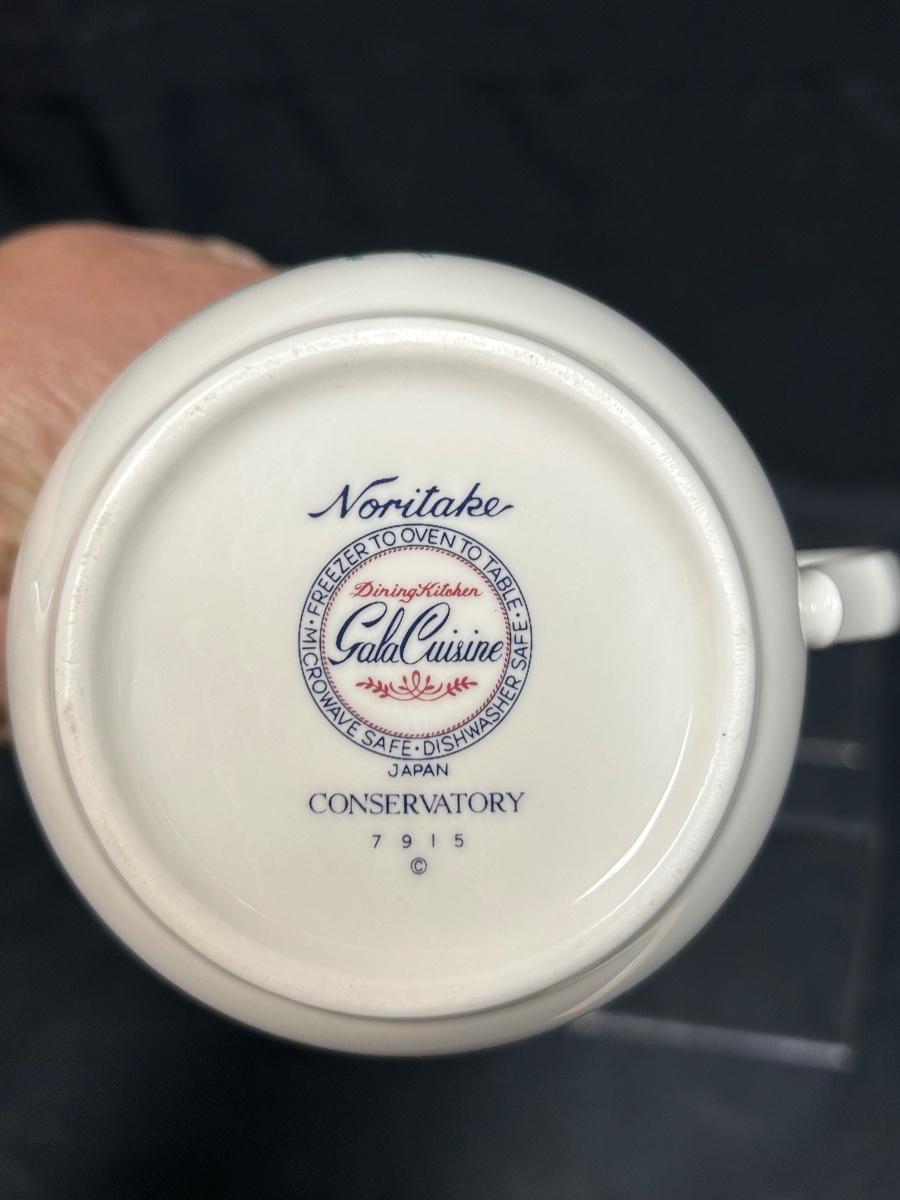 Noritake
FREEZER TO OVEN TO TABLE · DISHWASHER SAFE · MICROWAVE SAFE ·
Dining Kitchen
Gala Cuisine
JAPAN
CONSERVATORY
7915
©